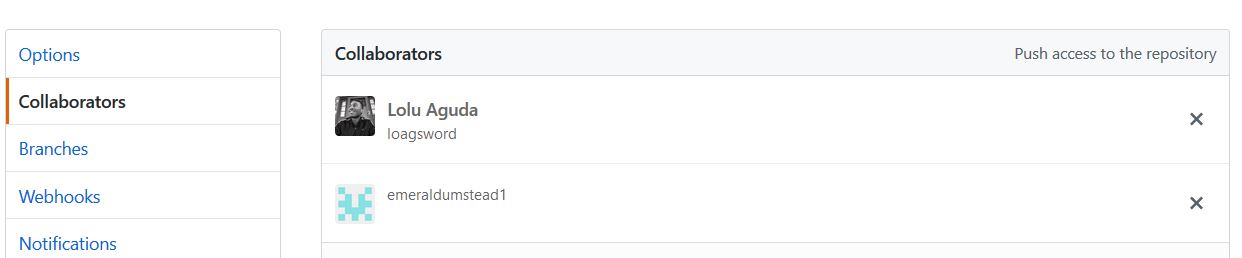 Options
Collaborators
Branches
Webhooks
Notifications
Collaborators Push access to the repository
Lolu Aguda
loagsword
emeraldumstead1